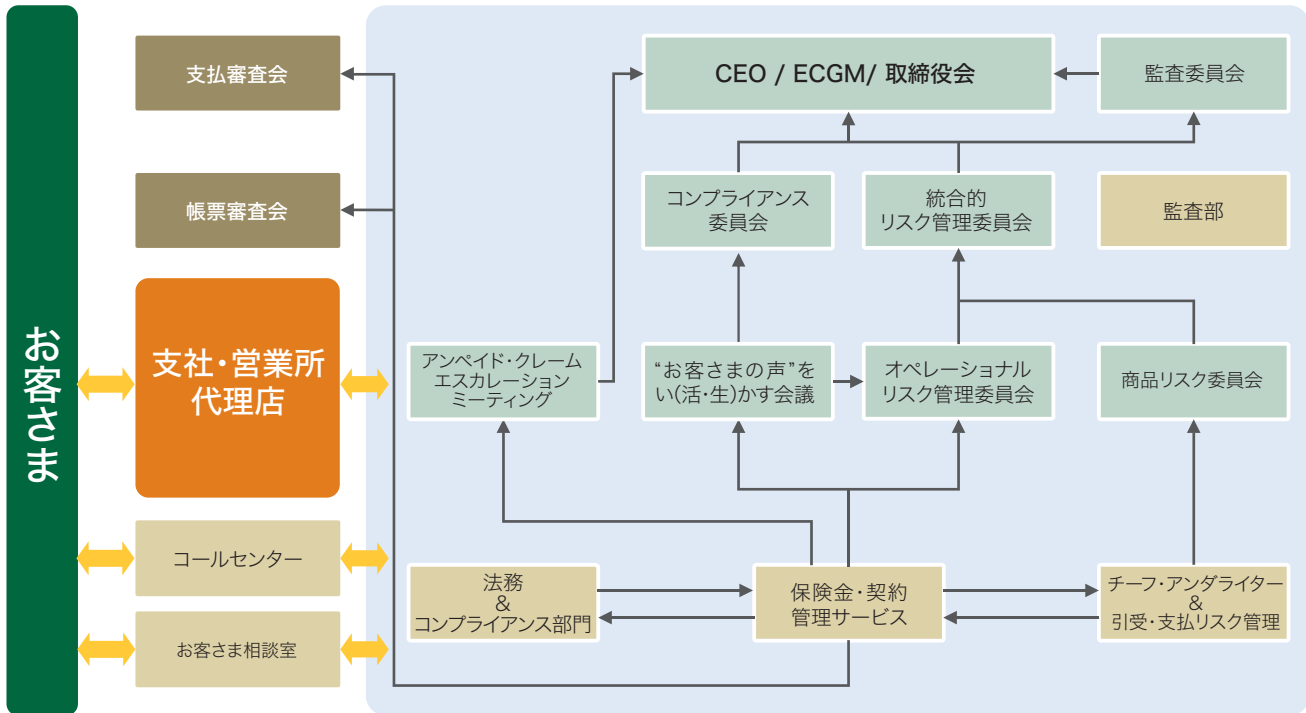 お客さま
支払審査会
帳票審査会
支社・営業所
代理店
コールセンター
お客さま相談室
CEO / ECGM/ 取締役会
監査委員会
コンプライアンス
委員会
統合的
リスク管理委員会
監査部
アンペイド・クレーム
エスカレーション
ミーティング
“お客さまの声”を
い(活・生)かす会議
オペレーショナル
リスク管理委員会
商品リスク委員会
法務
&
コンプライアンス部門
保険金・契約
管理サービス
チーフ・アンダライター
&
引受・支払リスク管理